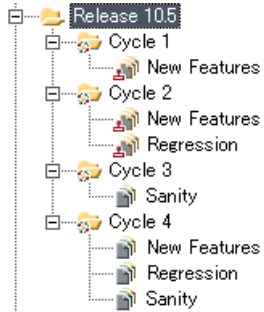 Release 10.5
Cycle 1
New Features
Cycle 2
New Features
Regression
Cycle 3
Sanity
Cycle 4
New Features
Regression
Sanity